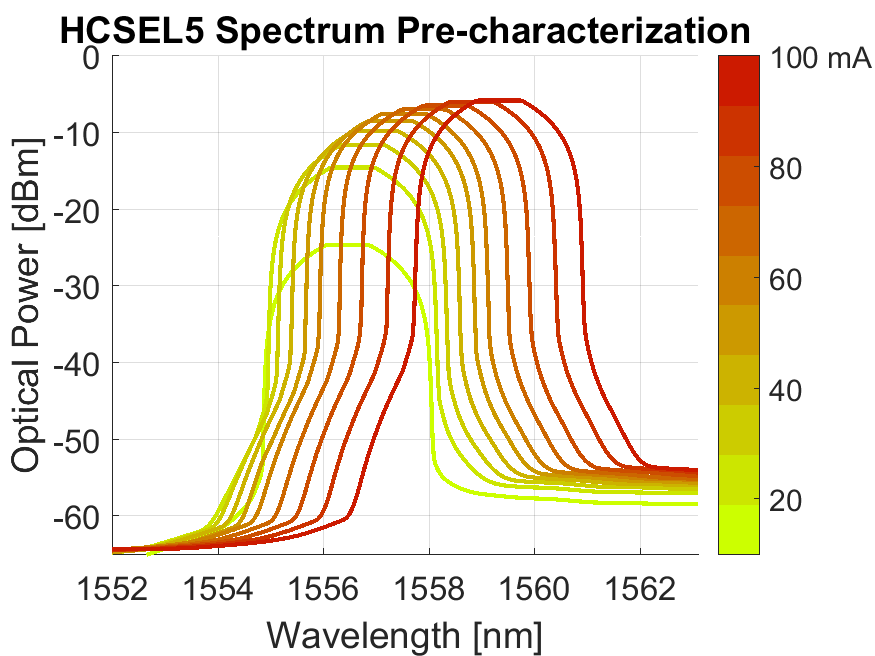 HCSEL5 Spectrum Pre-characterization
0
-10
-20
-30
-40
-50
-60
Optical Power [dBm]
1552 1554 1556 1558 1560 1562
Wavelength [nm]
100 mA
80
60
40
20